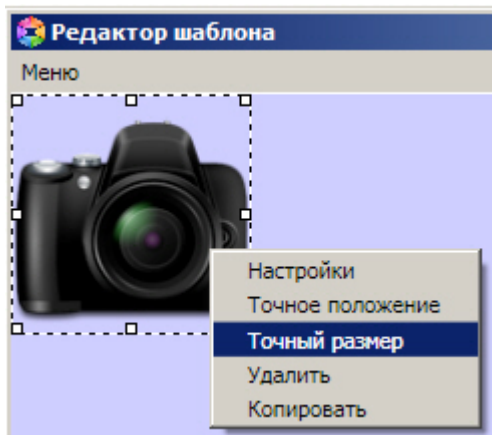 Редактор шаблона
Меню
Настройки
Точное положение
Точный размер
Удалить
Копировать